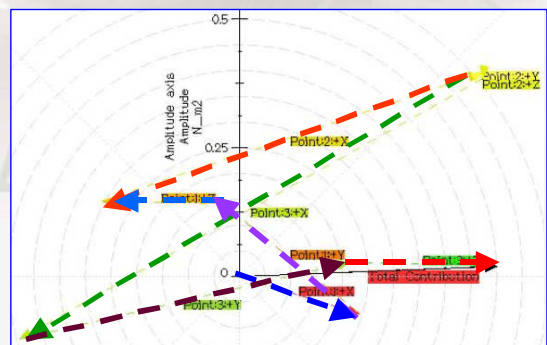 0.5
Point:2:+Y
Point:2:+Z
Amplitude axis
Amplitude
N__m2
Point:2:+X
0.25
Point:3:+X
Point:1:+Y
0
Total Contribution
Point:1:+X
Point:3:+Y